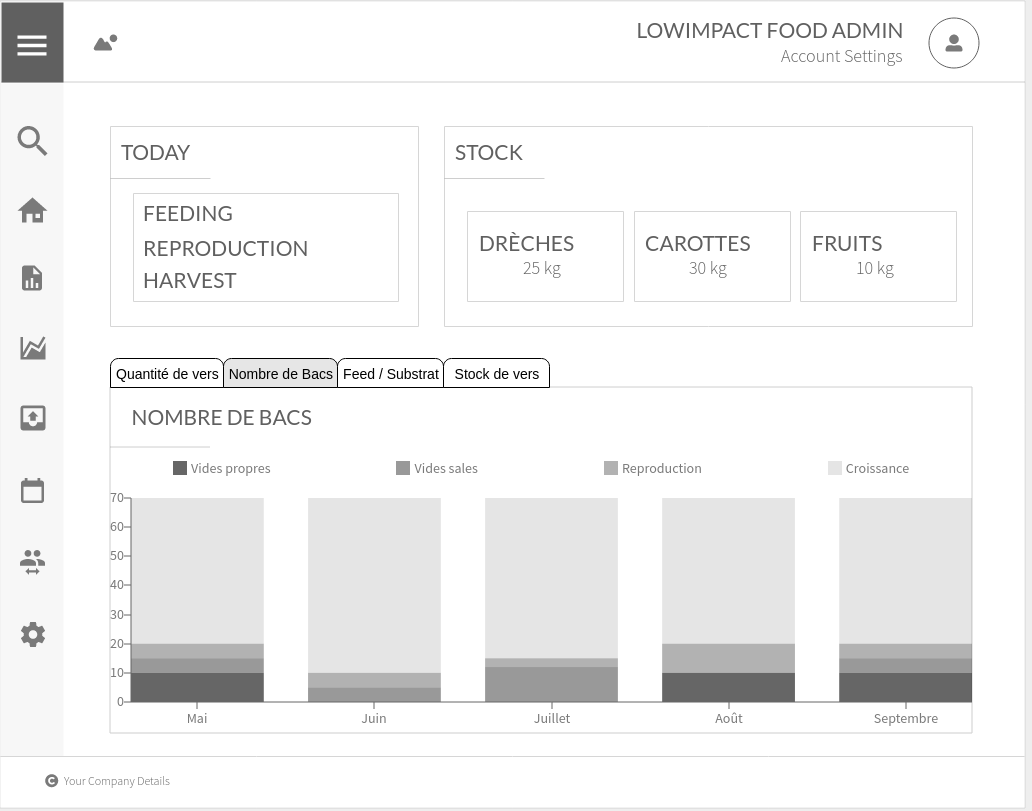 LOWIMPACT FOOD ADMIN
Account Settings
TODAY
FEEDING
REPRODUCTION
HARVEST
STOCK
DRÈCHES
25 kg
CAROTTES
30 kg
FRUITS
10 kg
Quantité de vers
Nombre de Bacs
Feed / Substrat
Stock de vers
NOMBRE DE BACS
Vides propres
Vides sales
Reproduction
Croissance
70
60
50
40
30
20
10
0
Mai
Juin
Juillet
Août
Septembre
Your Company Details